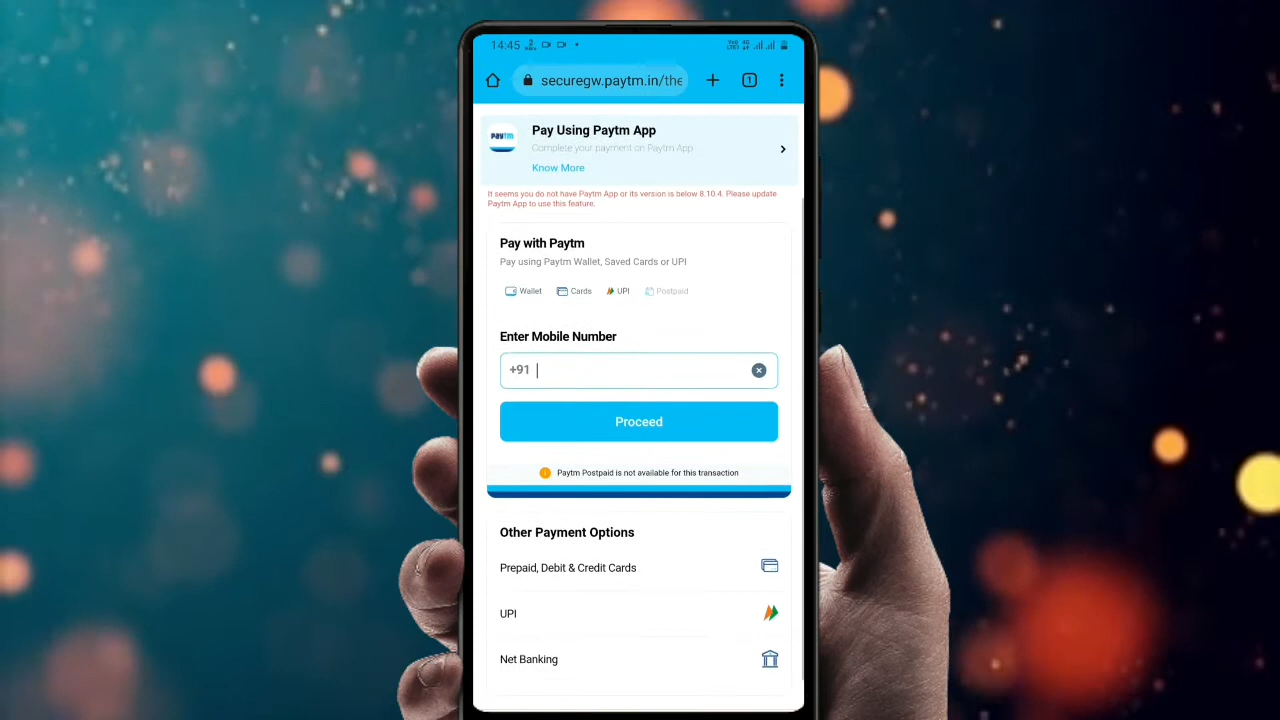 14:45
securegw.paytm.in/the
1
paytm
Pay Using Paytm App
Complete your payment on Paytm App
Know More
It seems you do not have Paytm App or its version is below 8.10.4. Please update
Paytm App to use this feature.
Pay with Paytm
Pay using Paytm Wallet, Saved Cards or UPI
Wallet Cards UPI Postpaid
Enter Mobile Number
+91
Proceed
Paytm Postpaid is not available for this transaction
Other Payment Options
Prepaid, Debit & Credit Cards
UPI
Net Banking